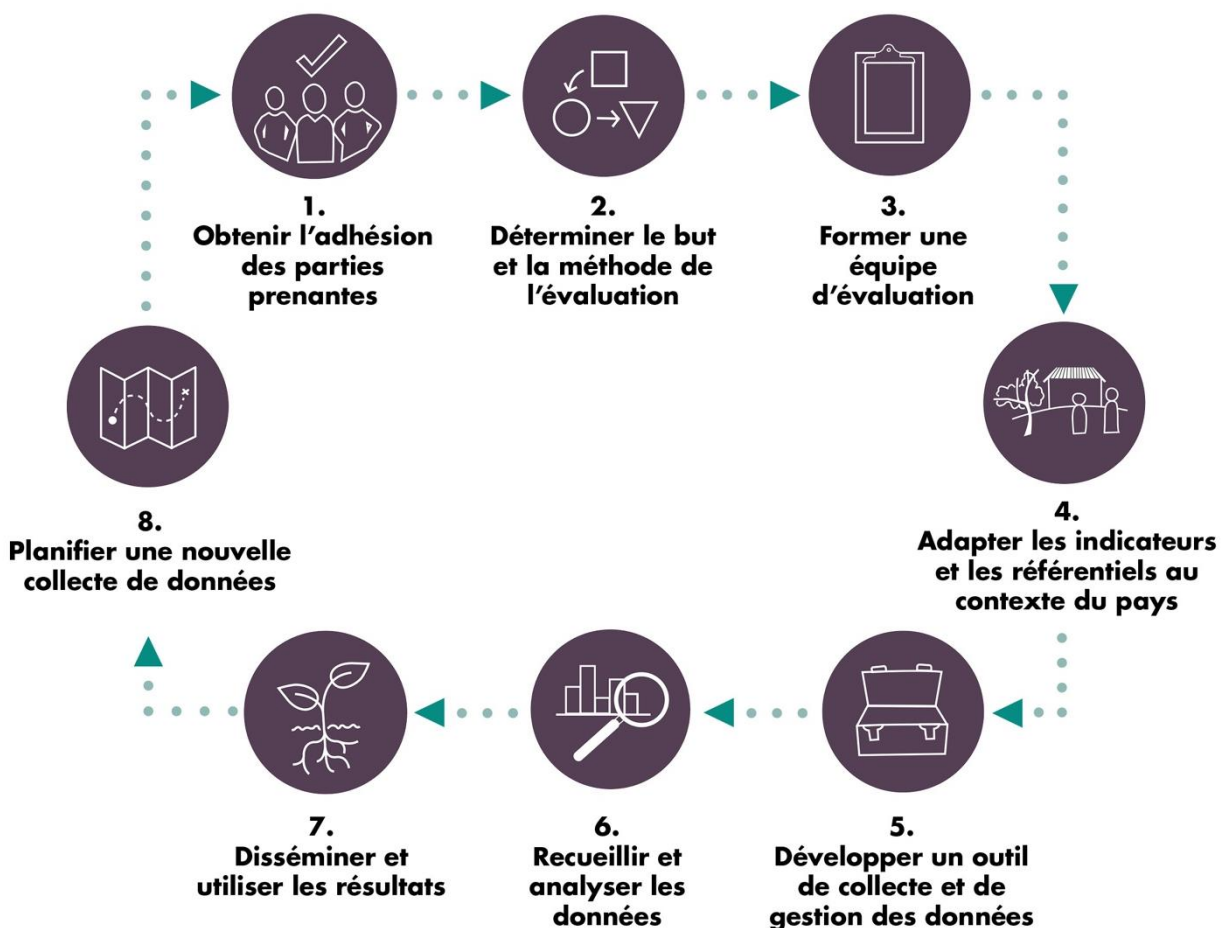 1.
Obtenir l’adhésion
des parties
prenantes
2.
Déterminer le but
et la méthode de
l’évaluation
3.
Former une
équipe
d’évaluation
4.
Adapter les indicateurs
et les référentiels au
contexte du pays
5.
Développer un outil
de collecte et de
gestion des données
6.
Recueillir et
analyser les
données
7.
Disséminer et
utiliser les résultats
8.
Planifier une nouvelle
collecte de données